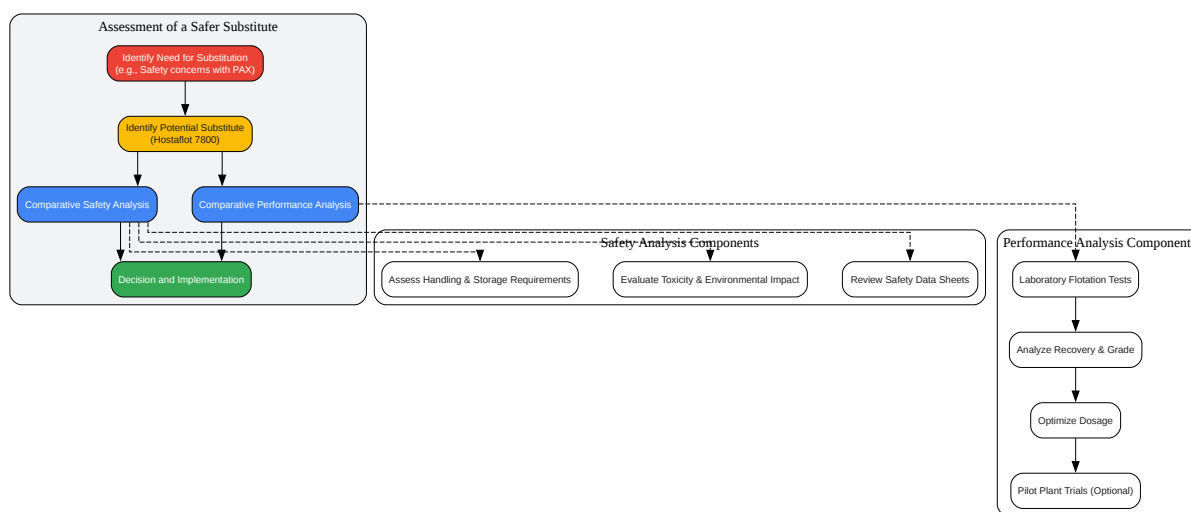 Assessment of a Safer Substitute
Identify Need for Substitution
(e.g., Safety concerns with PAX)
Identify Potential Substitute
(Hostaflot 7800)
Comparative Safety Analysis
Comparative Performance Analysis
Decision and Implementation
Safety Analysis Components
Assess Handling & Storage Requirements
Evaluate Toxicity & Environmental Impact
Review Safety Data Sheets
Performance Analysis Component
Laboratory Flotation Tests
Analyze Recovery & Grade
Optimize Dosage
Pilot Plant Trials (Optional)